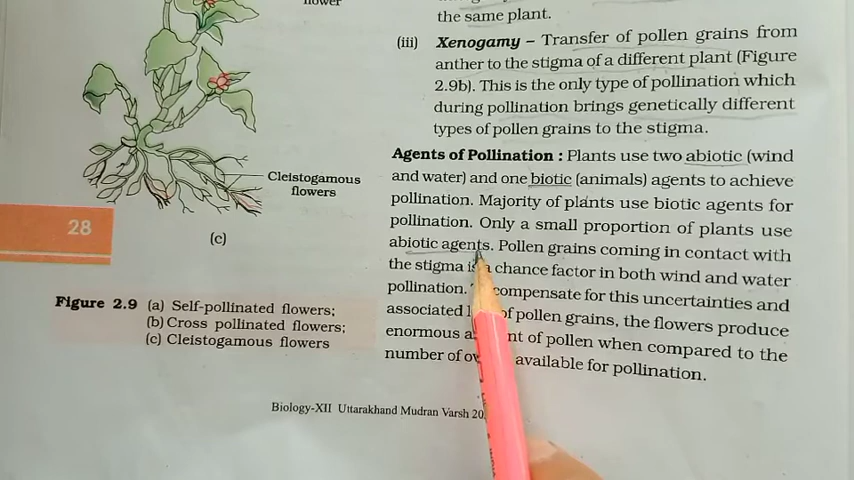 flower
Cleistogamous
flowers
(c)
28
Figure 2.9 (a) Self-pollinated flowers;
(b) Cross pollinated flowers;
(c) Cleistogamous flowers
the same plant.
(iii) Xenogamy – Transfer of pollen grains from
anther to the stigma of a different plant (Figure
2.9b). This is the only type of pollination which
during pollination brings genetically different
types of pollen grains to the stigma.
Agents of Pollination : Plants use two abiotic (wind
and water) and one biotic (animals) agents to achieve
pollination. Majority of plants use biotic agents for
pollination. Only a small proportion of plants use
abiotic agents. Pollen grains coming in contact with
the stigma is a chance factor in both wind and water
pollination. compensate for this uncertainties and
associated of pollen grains, the flowers produce
enormous of pollen when compared to the
number of available for pollination.
Biology-XII Uttarakhand Mudran Varsh